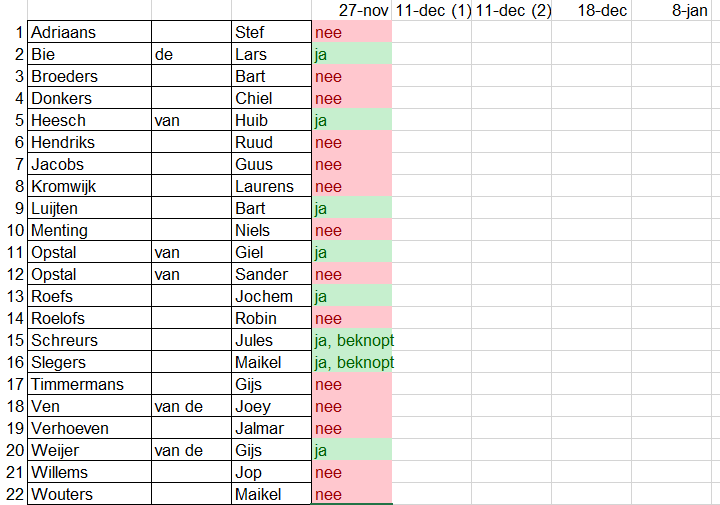 27-nov 11-dec (1) 11-dec (2) 18-dec 8-jan
1 Adriaans Stef nee
2 Bie de Lars ja
3 Broeders Bart nee
4 Donkers Chiel nee
5 Heesch van Huib ja
6 Hendriks Ruud nee
7 Jacobs Guus nee
8 Kromwijk Laurens nee
9 Luijten Bart ja
10 Menting Niels nee
11 Opstal van Giel ja
12 Opstal van Sander nee
13 Roefs Jochem ja
14 Roelofs Robin nee
15 Schreurs Jules ja, beknopt
16 Slegers Maikel ja, beknopt
17 Timmermans Gijs nee
18 Ven van de Joey nee
19 Verhoeven Jalmar nee
20 Weijer van de Gijs ja
21 Willems Jop nee
22 Wouters Maikel nee